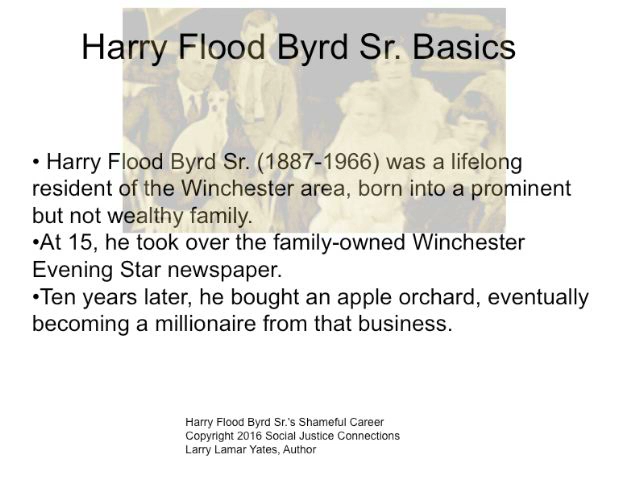 Harry Flood Byrd Sr. Basics
• Harry Flood Byrd Sr. (1887-1966) was a lifelong
resident of the Winchester area, born into a prominent
but not wealthy family.
•At 15, he took over the family-owned Winchester
Evening Star newspaper.
•Ten years later, he bought an apple orchard, eventually
becoming a millionaire from that business.
Harry Flood Byrd Sr.'s Shameful Career
Copyright 2016 Social Justice Connections
Larry Lamar Yates, Author